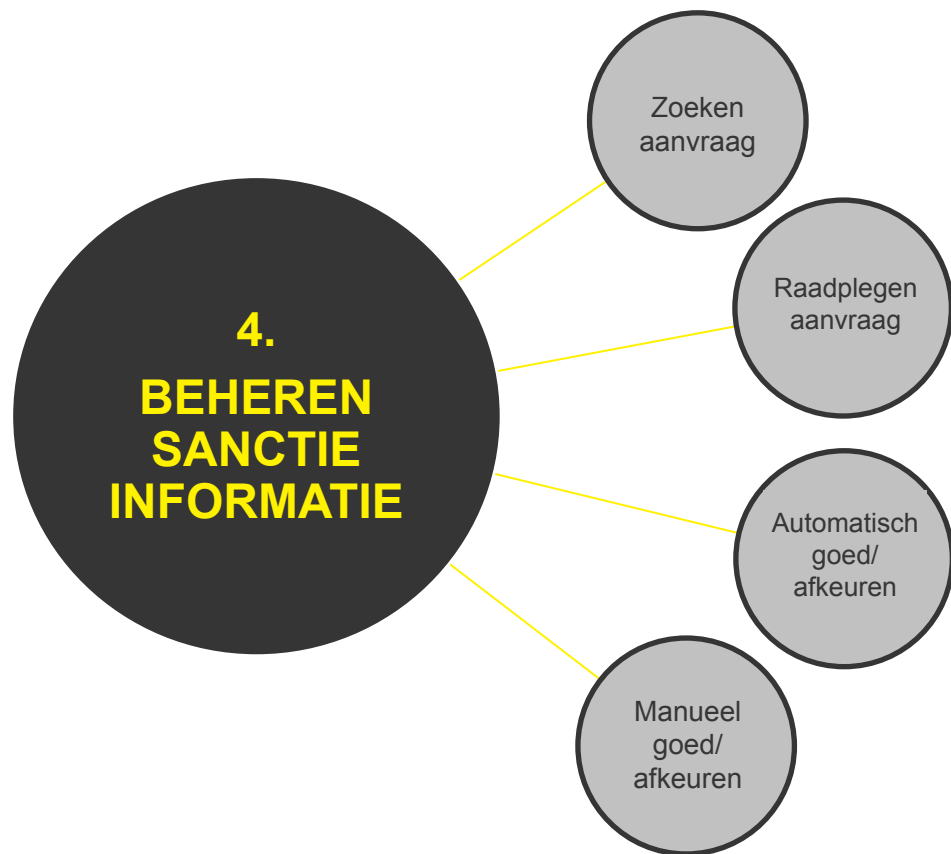 4.
BEHEREN
SANCTIE
INFORMATIE
Zoeken
aanvraag
Raadplegen
aanvraag
Automatisch
goed/
afkeuren
Manueel
goed/
afkeuren